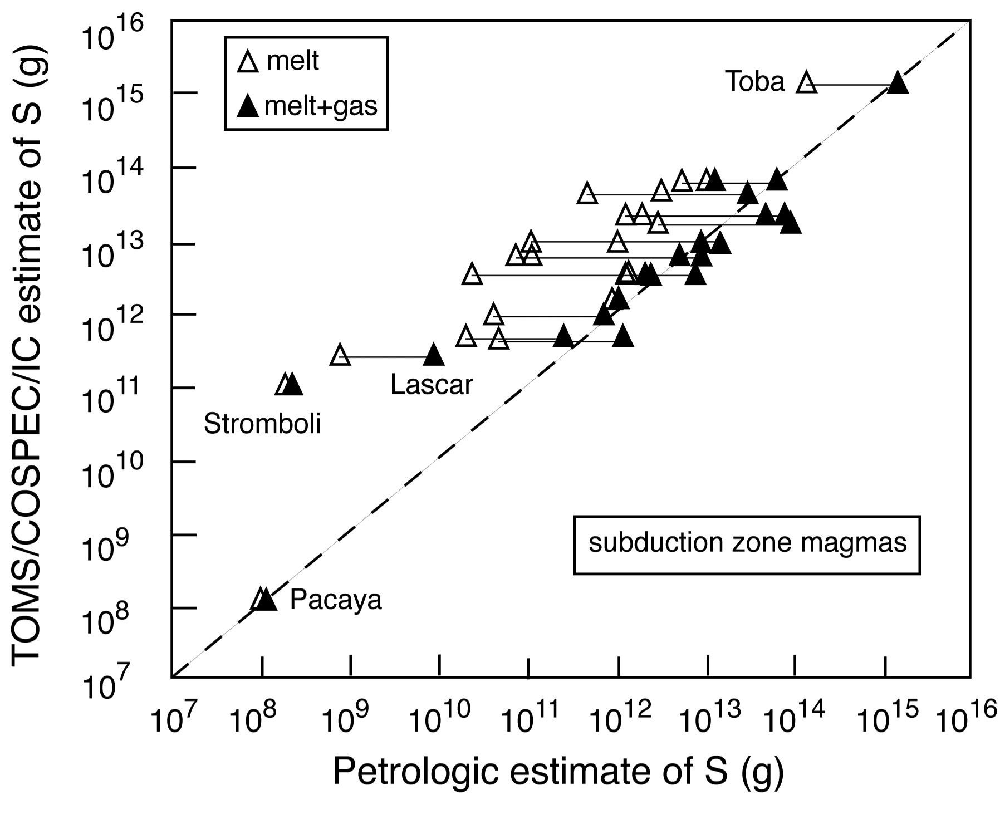 TOMS/COSPEC/IC estimate of S (g)
10^16
10^15
10^14
10^13
10^12
10^11
10^10
10^9
10^8
10^7
melt
melt+gas
Toba
Lascar
Stromboli
Pacaya
subduction zone magmas
10^7 10^8 10^9 10^10 10^11 10^12 10^13 10^14 10^15 10^16
Petrologic estimate of S (g)